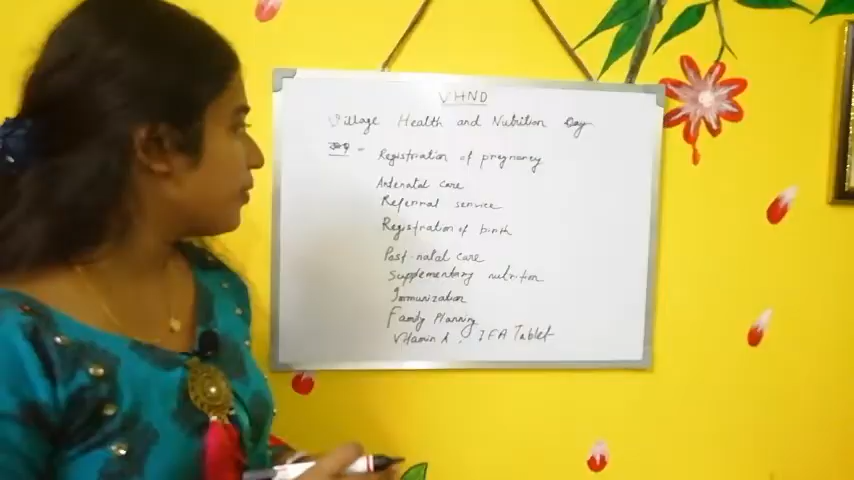 VHND
Village Health and Nutrition Day
= Registration of pregnancy
Antenatal care
Referral service
Registration of birth
Post-natal care
Supplementary nutrition
Immunization
Family Planning
Vitamin A, IFA Tablet